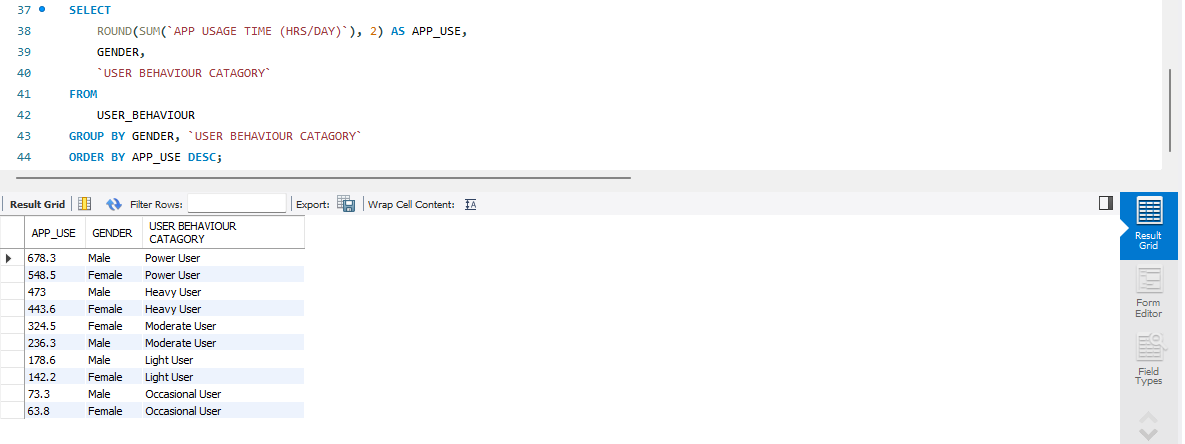 37 SELECT
38 ROUND(SUM(`APP USAGE TIME (HRS/DAY)`), 2) AS APP_USE,
39 GENDER,
40 `USER BEHAVIOUR CATAGORY`
41 FROM
42 USER_BEHAVIOUR
43 GROUP BY GENDER, `USER BEHAVIOUR CATAGORY`
44 ORDER BY APP_USE DESC;
Result Grid Filter Rows: Export: Wrap Cell Content:
APP_USE GENDER USER BEHAVIOUR
CATAGORY
678.3 Male Power User
548.5 Female Power User
473 Male Heavy User
443.6 Female Heavy User
324.5 Female Moderate User
236.3 Male Moderate User
178.6 Male Light User
142.2 Female Light User
73.3 Male Occasional User
63.8 Female Occasional User
Result
Grid
Form
Editor
Field
Types